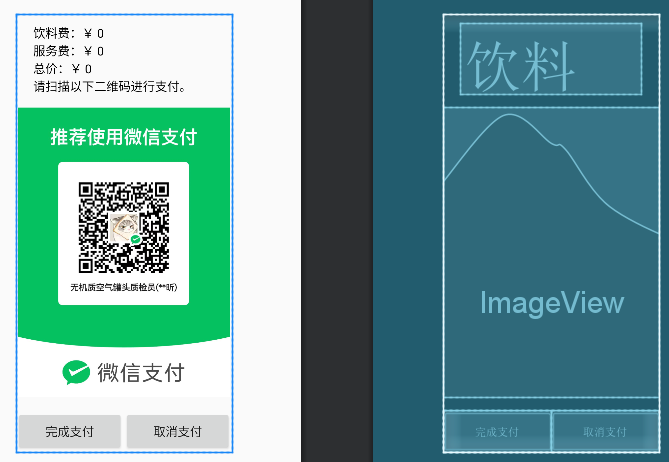 饮料费：￥ 0
服务费：￥ 0
总价：￥ 0
请扫描以下二维码进行支付。
推荐使用微信支付
无机质空气罐头质检员(**昕)
微信支付
完成支付
取消支付
饮料
ImageView
完成支付
取消支付